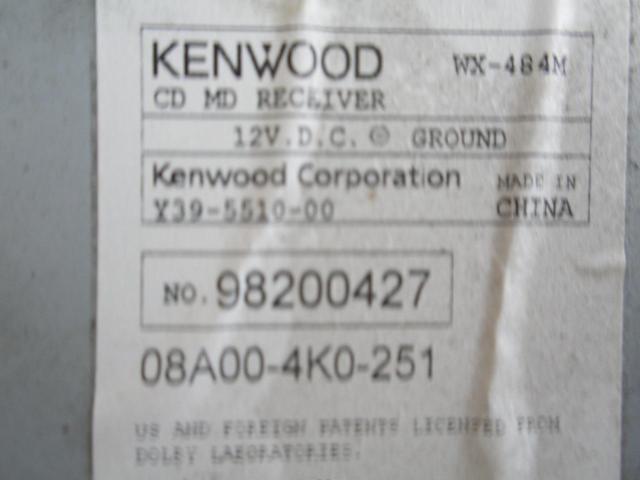 KENWOOD WX-484M
CD MD RECEIVER
12V.D.C. ⊖ GROUND
Kenwood Corporation MADE IN
Y39-5510-00 CHINA
NO. 98200427
08A00-4K0-251
US AND FOREIGN PATENTS LICENSED FROM
DOLBY LABORATORIES.